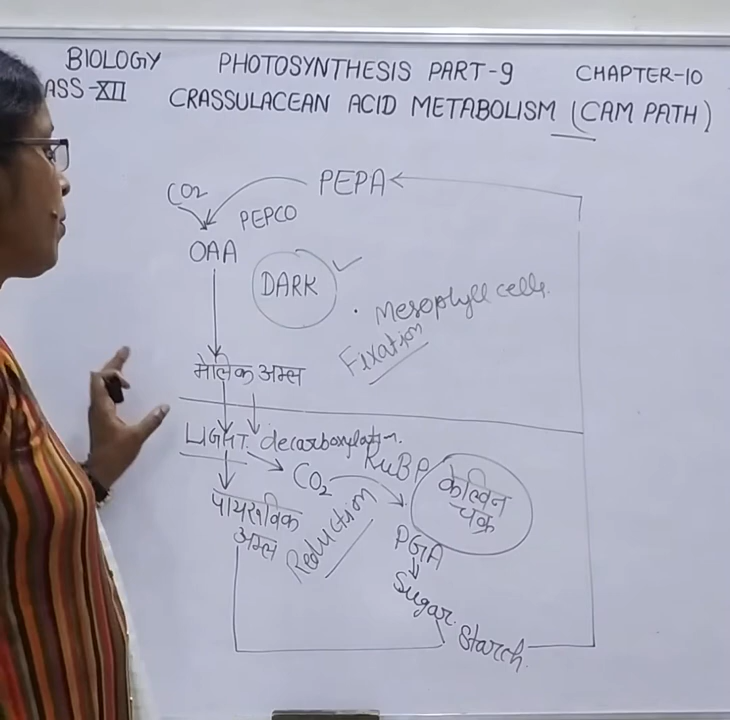 BIOLOGY PHOTOSYNTHESIS PART-9 CHAPTER-10
ASS-XII CRASSULACEAN ACID METABOLISM (CAM PATH)
CO2 PEPA
PEPCO
OAA
DARK
. Mesophyll cells.
Fixation
मेलिक अम्ल
LIGHT. decarboxylation.
CO2 RuBP केल्विन
चक्र
पायरुविक
अम्ल
Reduction
PGA
Sugar.
Starch.